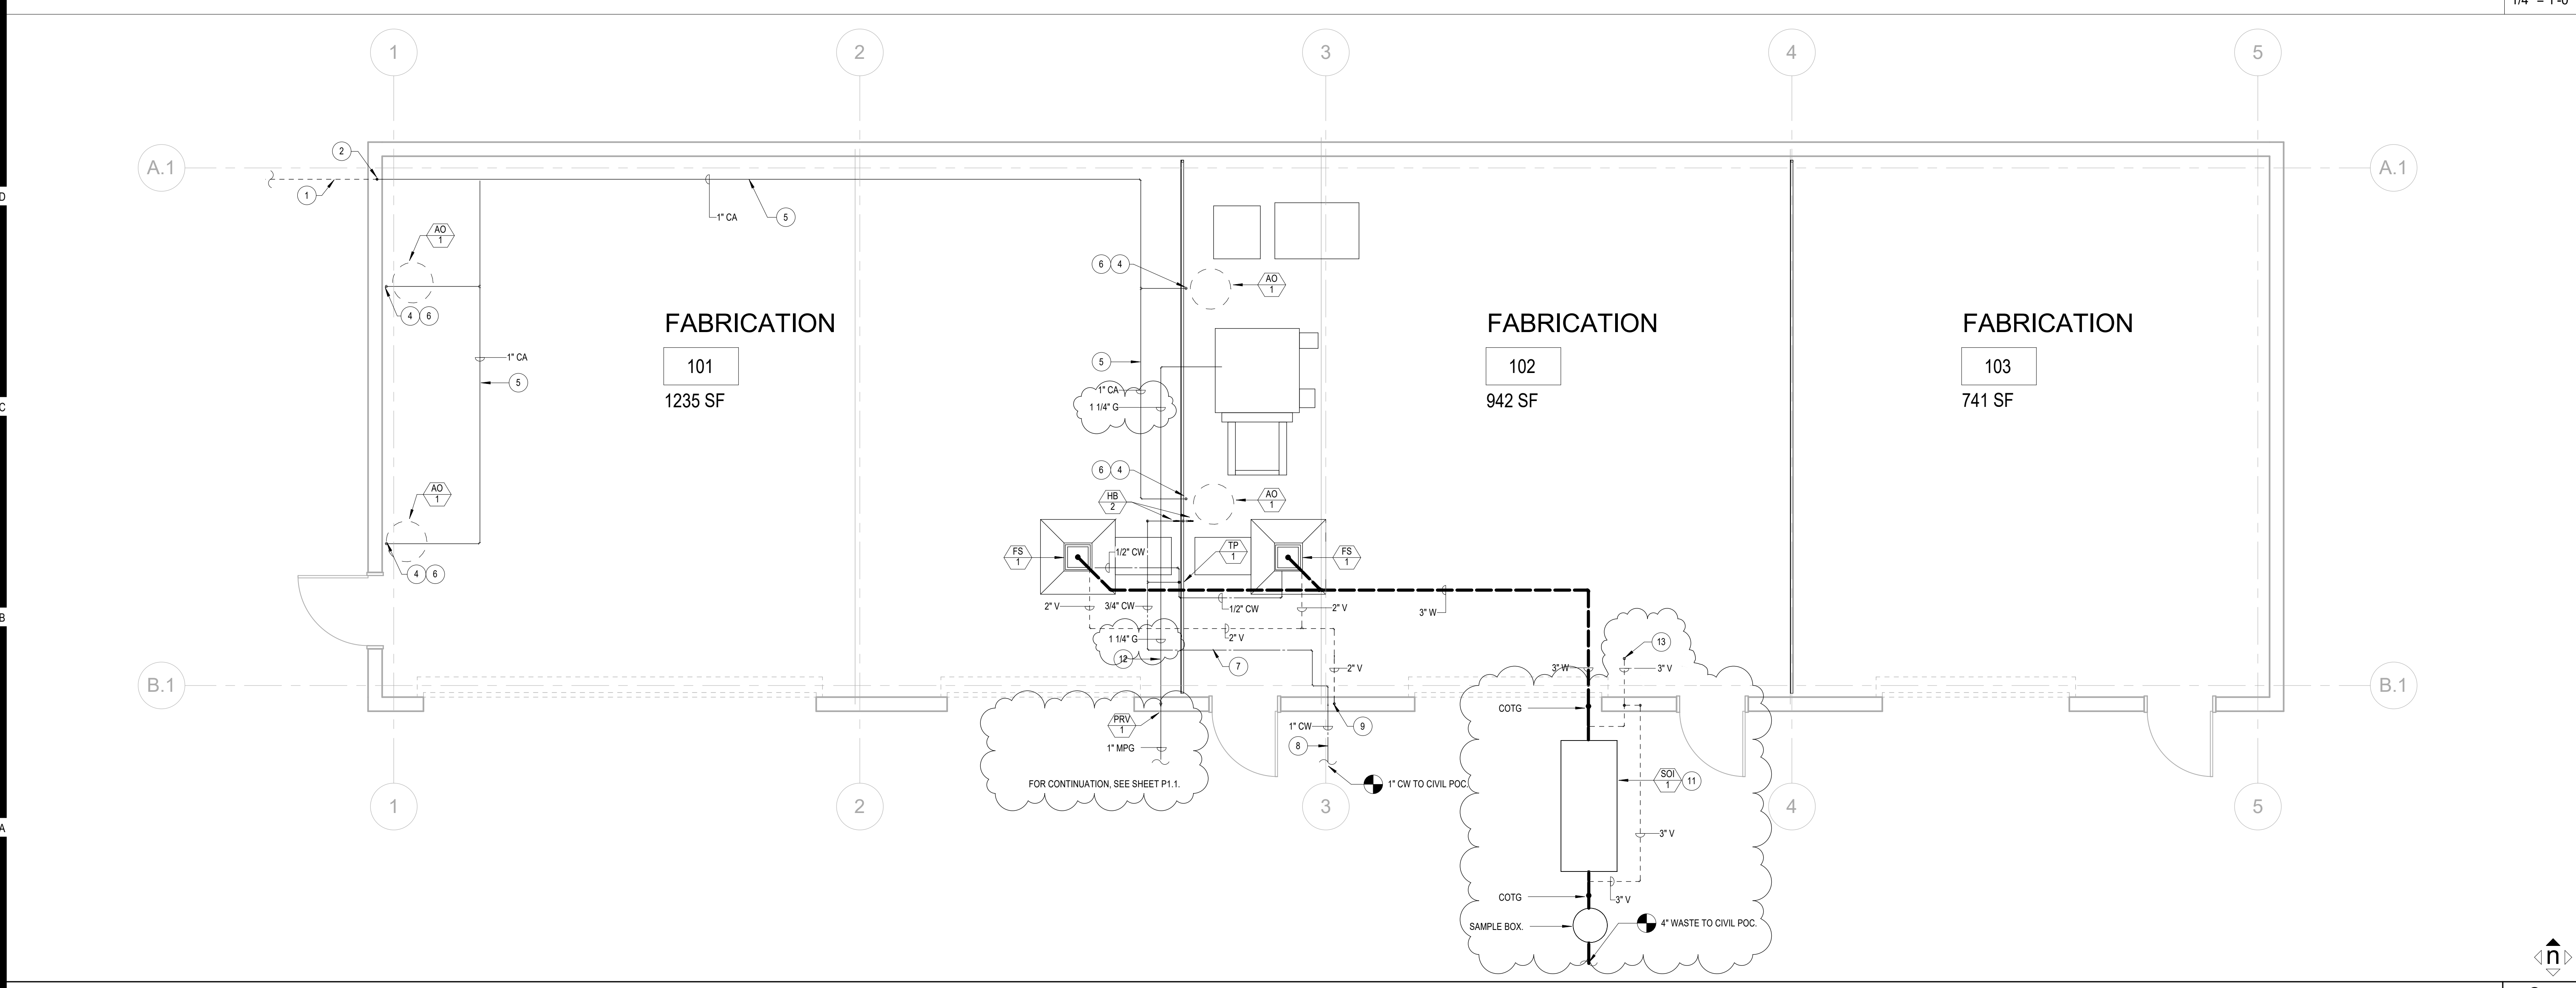 1 2 3 4 5
A.1
A.1
2
1
D
1" CA
5
AO
1
6 4
AO
1
4 6
FABRICATION
101
1235 SF
FABRICATION
102
942 SF
FABRICATION
103
741 SF
1" CA
5
5
1" CA
1 1/4" G
C
6 4
AO
1
HB
2
AO
1
FS
1
1/2" CW
TP
1
FS
1
4 6
2" V
3/4" CW
1/2" CW
2" V
3" W
B
1 1/4" G
2" V
12
7
2" V
3" W
13
3" V
B.1
B.1
PRV
1
1" MPG
1" CW
9
8
COTG
FOR CONTINUATION, SEE SHEET P1.1.
1" CW TO CIVIL POC.
SOI
1
11
1 2 3 4 5
A
3" V
COTG
3" V
SAMPLE BOX.
4" WASTE TO CIVIL POC.
n